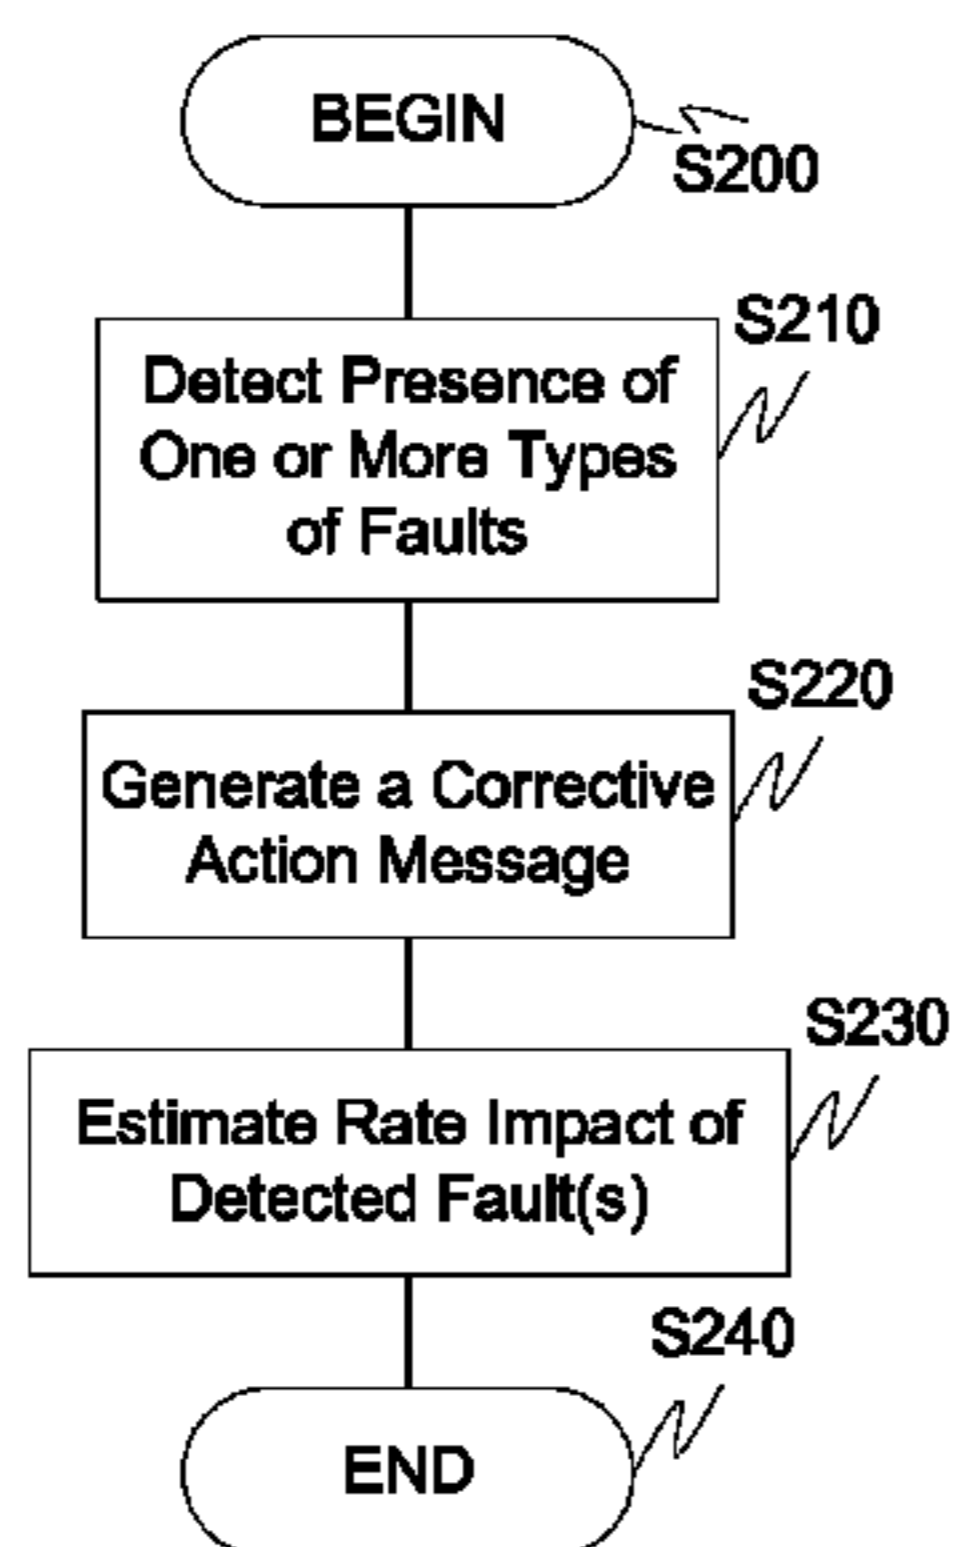 BEGIN
S200
S210
Detect Presence of
One or More Types
of Faults
S220
Generate a Corrective
Action Message
S230
Estimate Rate Impact of
Detected Fault(s)
S240
END